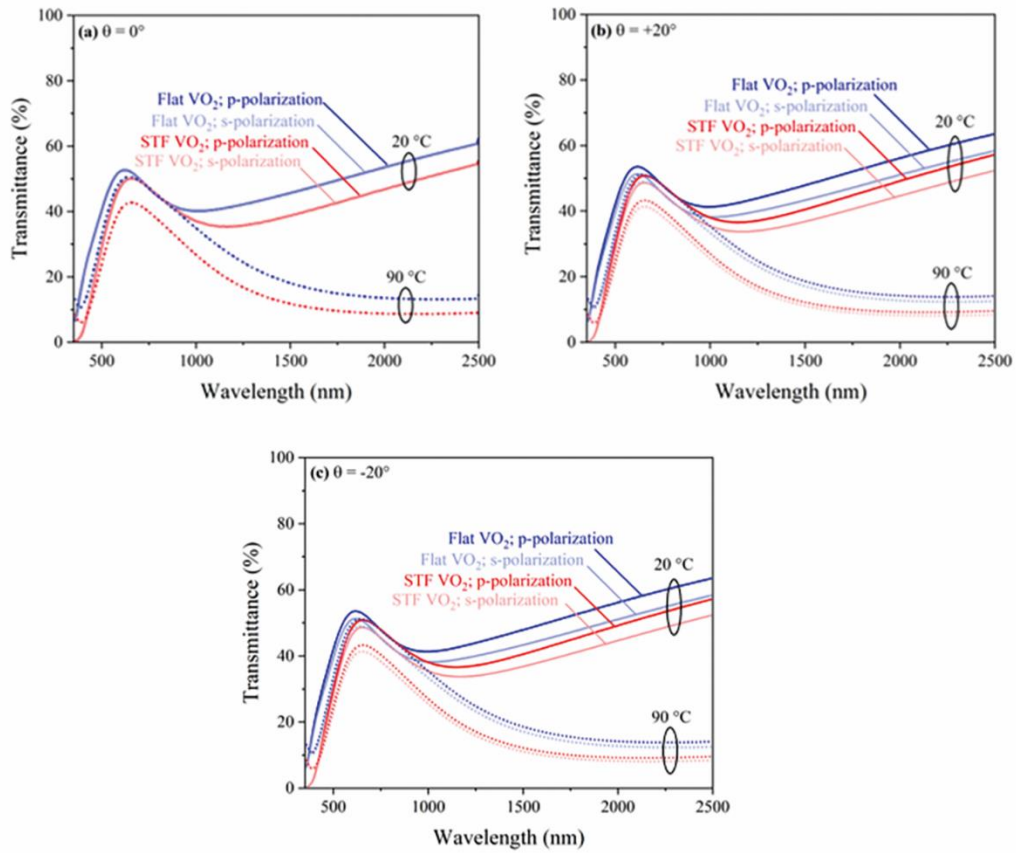 (a) θ = 0°
Transmittance (%)
100
80
60
40
20
0
Flat VO₂; p-polarization
Flat VO₂; s-polarization
STF VO₂; p-polarization
STF VO₂; s-polarization
20 °C
90 °C
500
1000
1500
2000
2500
Wavelength (nm)
(b) θ = +20°
Transmittance (%)
100
80
60
40
20
0
Flat VO₂; p-polarization
Flat VO₂; s-polarization
STF VO₂; p-polarization
STF VO₂; s-polarization
20 °C
90 °C
500
1000
1500
2000
2500
Wavelength (nm)
(c) θ = -20°
Transmittance (%)
100
80
60
40
20
0
Flat VO₂; p-polarization
Flat VO₂; s-polarization
STF VO₂; p-polarization
STF VO₂; s-polarization
20 °C
90 °C
500
1000
1500
2000
2500
Wavelength (nm)